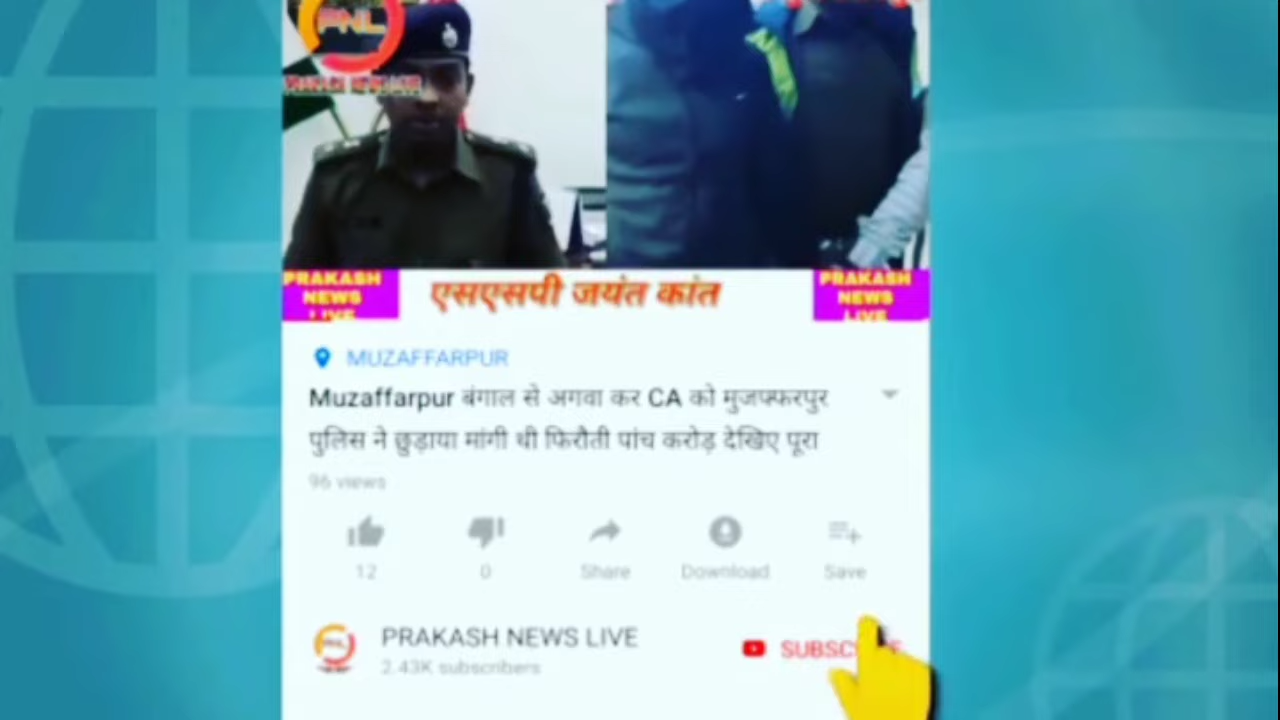 PNL
PRAKASH
NEWS
LIVE
एसएसपी जयंत कांत
PRAKASH
NEWS
LIVE
MUZAFFARPUR
Muzaffarpur बंगाल से अगवा कर CA को मुजफ्फरपुर
पुलिस ने छुड़ाया मांगी थी फिरौती पांच करोड़ देखिए पूरा
96 views
12
0
Share
Download
Save
PRAKASH NEWS LIVE
2.43K subscribers